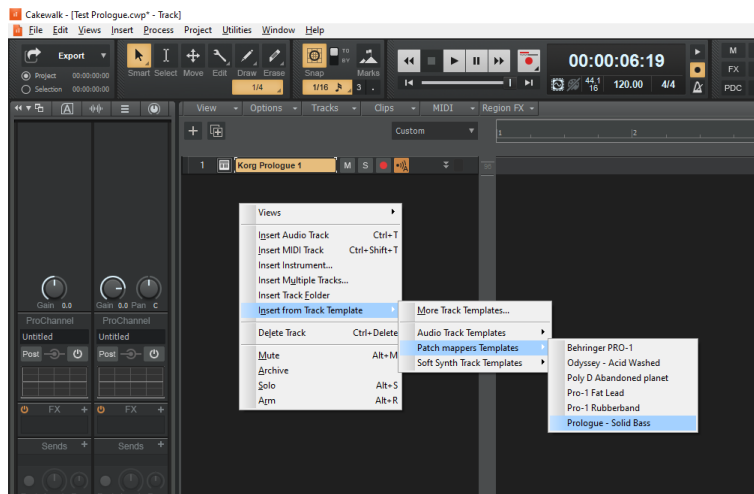 Cakewalk - [Test Prologue.cwp* - Track]
File Edit Views Insert Process Project Utilities Window Help
Export
Project 00:00:00:00
Selection 00:00:00:00
Smart Select Move Edit Draw Erase
1/4
Snap
TO
BY
Marks
1/16
3
00:00:06:19
44.1
16
120.00
4/4
M
FX
PDC
View Options Tracks Clips MIDI Region FX
Custom
1
2
1 Korg Prologue 1 M S
Views
Insert Audio Track Ctrl+T
Insert MIDI Track Ctrl+Shift+T
Insert Instrument...
Insert Multiple Tracks...
Insert Track Folder
Insert from Track Template
Delete Track Ctrl+Delete
Mute Alt+M
Archive
Solo Alt+S
Arm Alt+R
More Track Templates...
Audio Track Templates
Patch mappers Templates
Soft Synth Track Templates
Behringer PRO-1
Odyssey - Acid Washed
Poly D Abandoned planet
Pro-1 Fat Lead
Pro-1 Rubberband
Prologue - Solid Bass
Gain 0.0
Gain 0.0 Pan C
ProChannel ProChannel
Untitled Untitled
Post Post
FX + FX +
Sends + Sends +